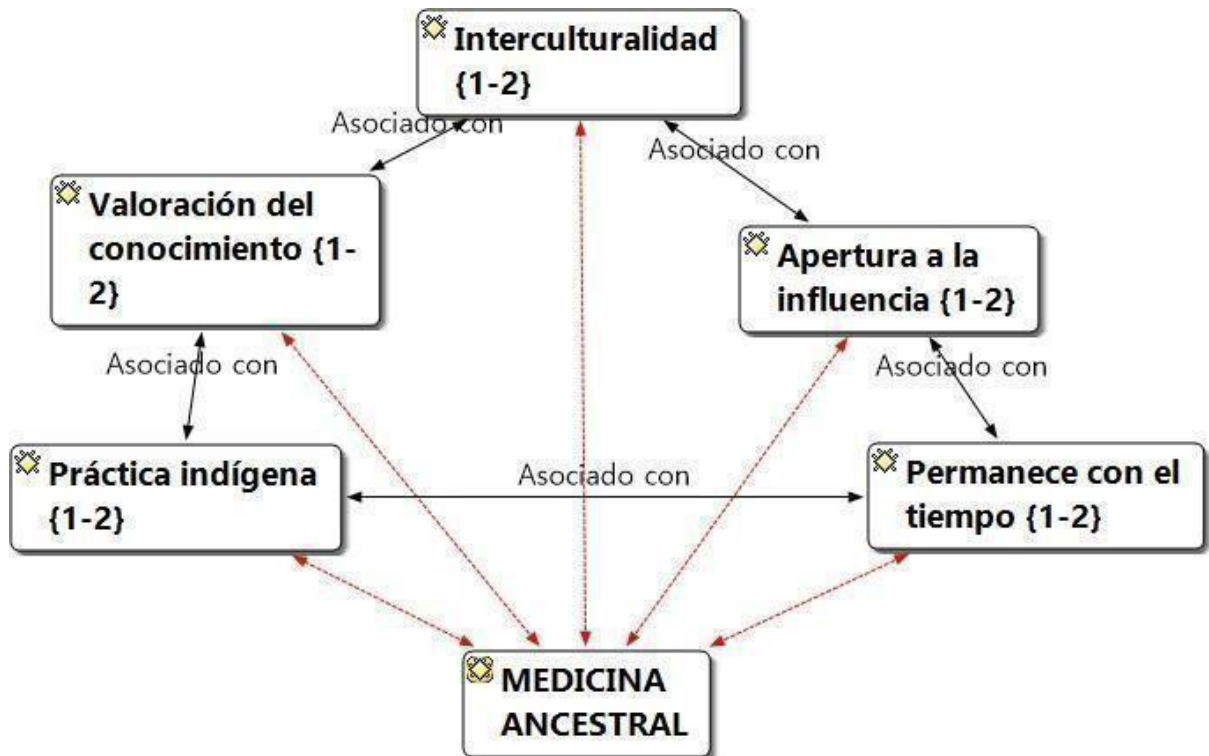 Interculturalidad
{1-2}
Asociado con
Asociado con
Valoración del
conocimiento {1-
2}
Apertura a la
influencia {1-2}
Asociado con
Asociado con
Práctica indígena
{1-2}
Asociado con
Permanece con el
tiempo {1-2}
MEDICINA
ANCESTRAL